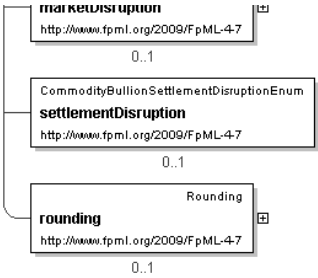 marketDisruption
http://www.fpml.org/2009/FpML-4-7
0..1
CommodityBullionSettlementDisruptionEnum
settlementDisruption
http://www.fpml.org/2009/FpML-4-7
0..1
Rounding
rounding
http://www.fpml.org/2009/FpML-4-7
0..1